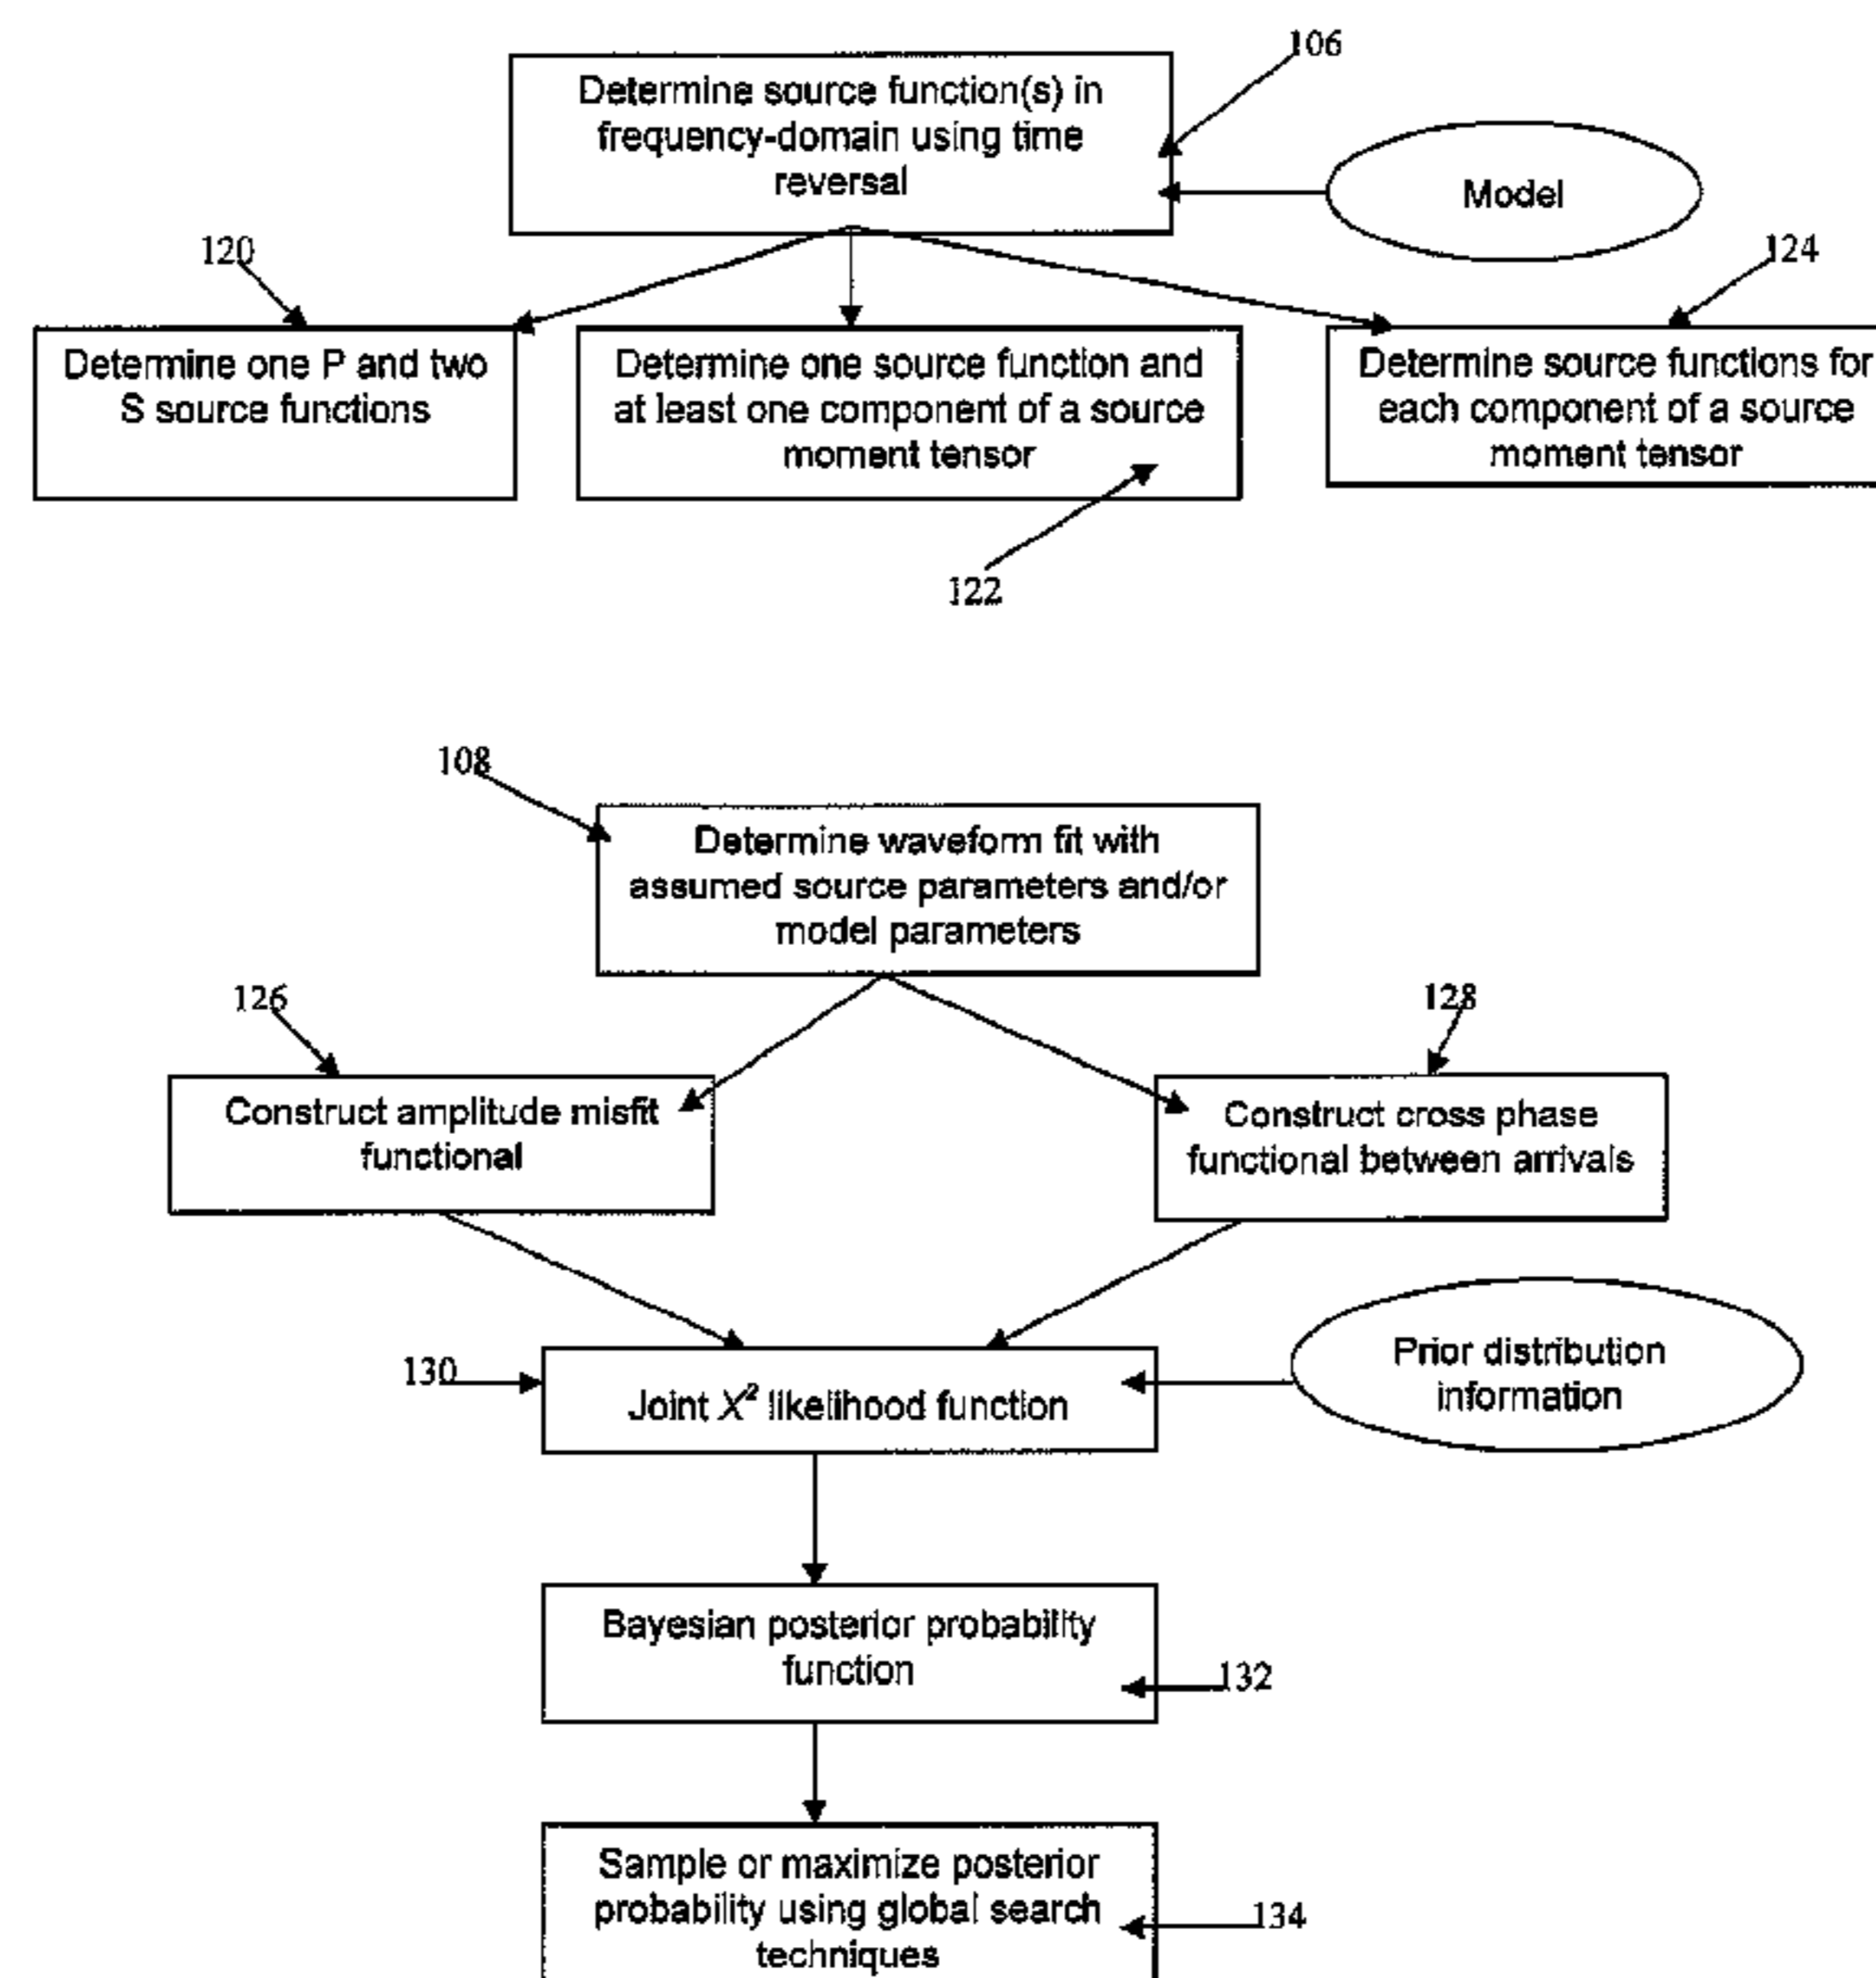 106
Determine source function(s) in
frequency-domain using time
reversal
Model
120
124
Determine one P and two
S source functions
Determine one source function and
at least one component of a source
moment tensor
Determine source functions for
each component of a source
moment tensor
122
108
Determine waveform fit with
assumed source parameters and/or
model parameters
126
128
Construct amplitude misfit
functional
Construct cross phase
functional between arrivals
130
Joint X² likelihood function
Prior distribution
information
Bayesian posterior probability
function
132
Sample or maximize posterior
probability using global search
techniques
134